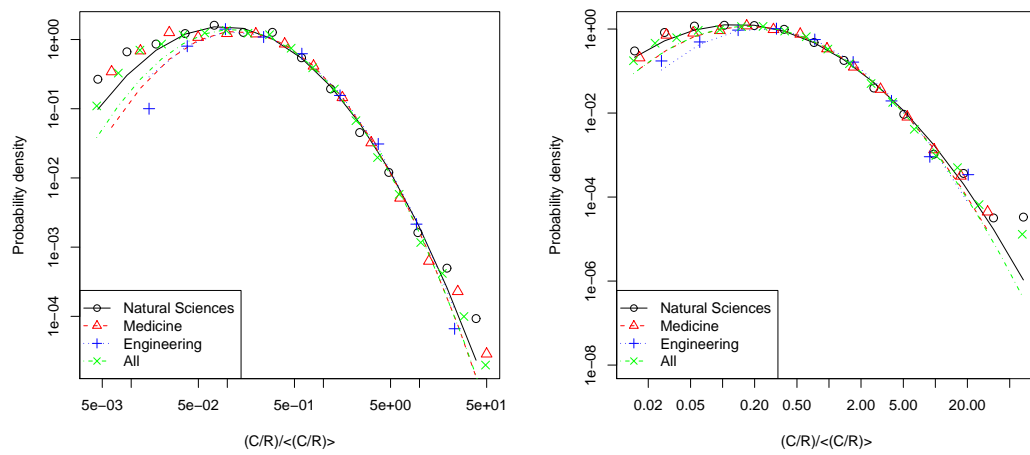 Probability density
1e+00
1e−01
1e−02
1e−03
1e−04
Natural Sciences
Medicine
Engineering
All
5e−03
5e−02
5e−01
5e+00
5e+01
(C/R)/<(C/R)>
Probability density
1e+00
1e−02
1e−04
1e−06
1e−08
Natural Sciences
Medicine
Engineering
All
0.02
0.05
0.20
0.50
2.00
5.00
20.00
(C/R)/<(C/R)>